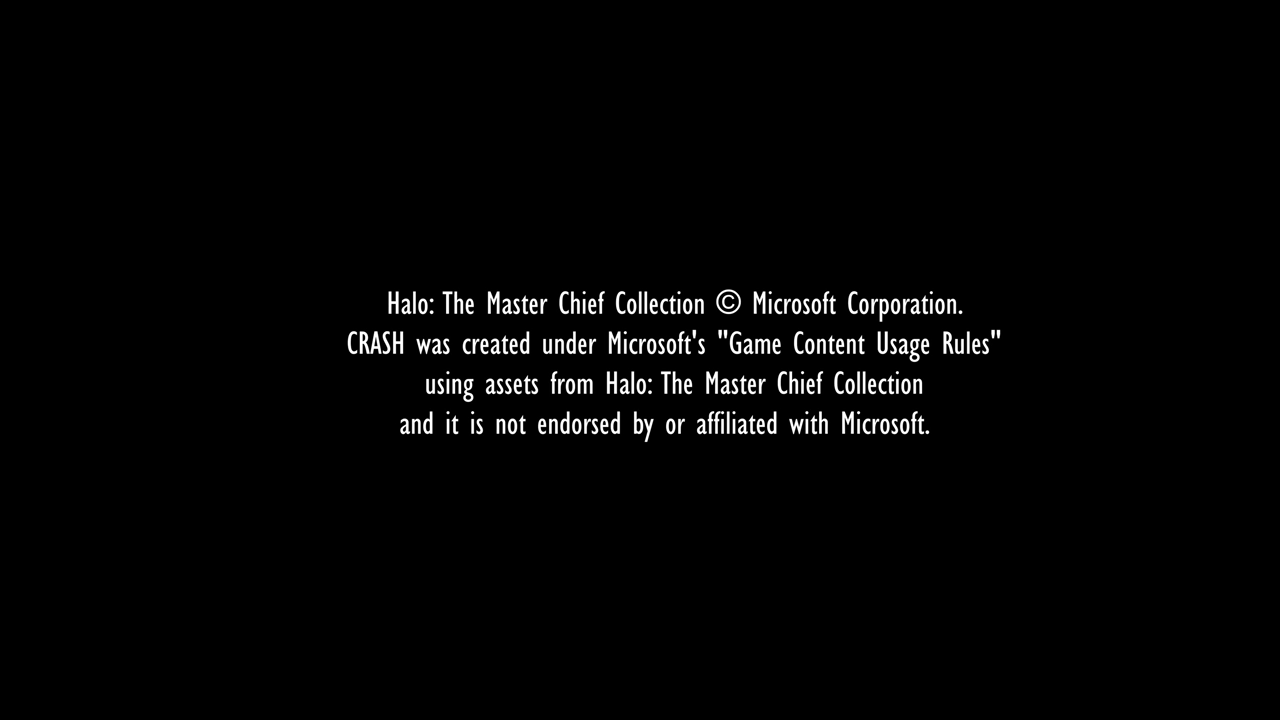 Halo: The Master Chief Collection © Microsoft Corporation.
CRASH was created under Microsoft's "Game Content Usage Rules"
using assets from Halo: The Master Chief Collection
and it is not endorsed by or affiliated with Microsoft.